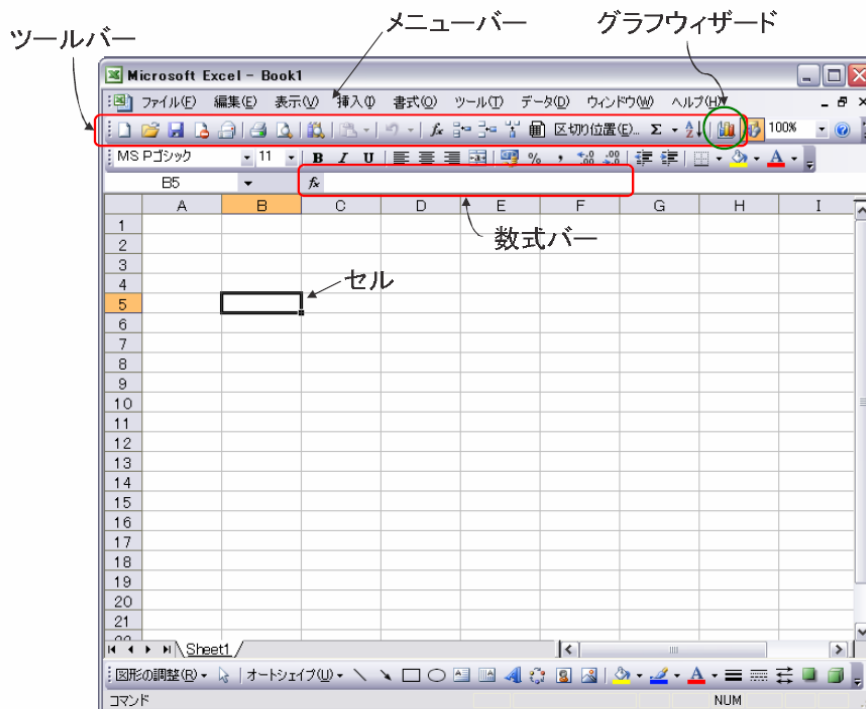 メニューバー
グラフウィザード
ツールバー
Microsoft Excel - Book1
ファイル(F) 編集(E) 表示(V) 挿入(I) 書式(O) ツール(T) データ(D) ウィンドウ(W) ヘルプ(H)
fx 区切り位置(E)... Σ 100%
MS Pゴシック 11 B I U % , A
B5 fx
A B C D E F G H I
1
数式バー
2
3
セル
4
5
6
7
8
9
10
11
12
13
14
15
16
17
18
19
20
21
22
Sheet1
図形の調整(R) オートシェイプ(U) A
コマンド NUM